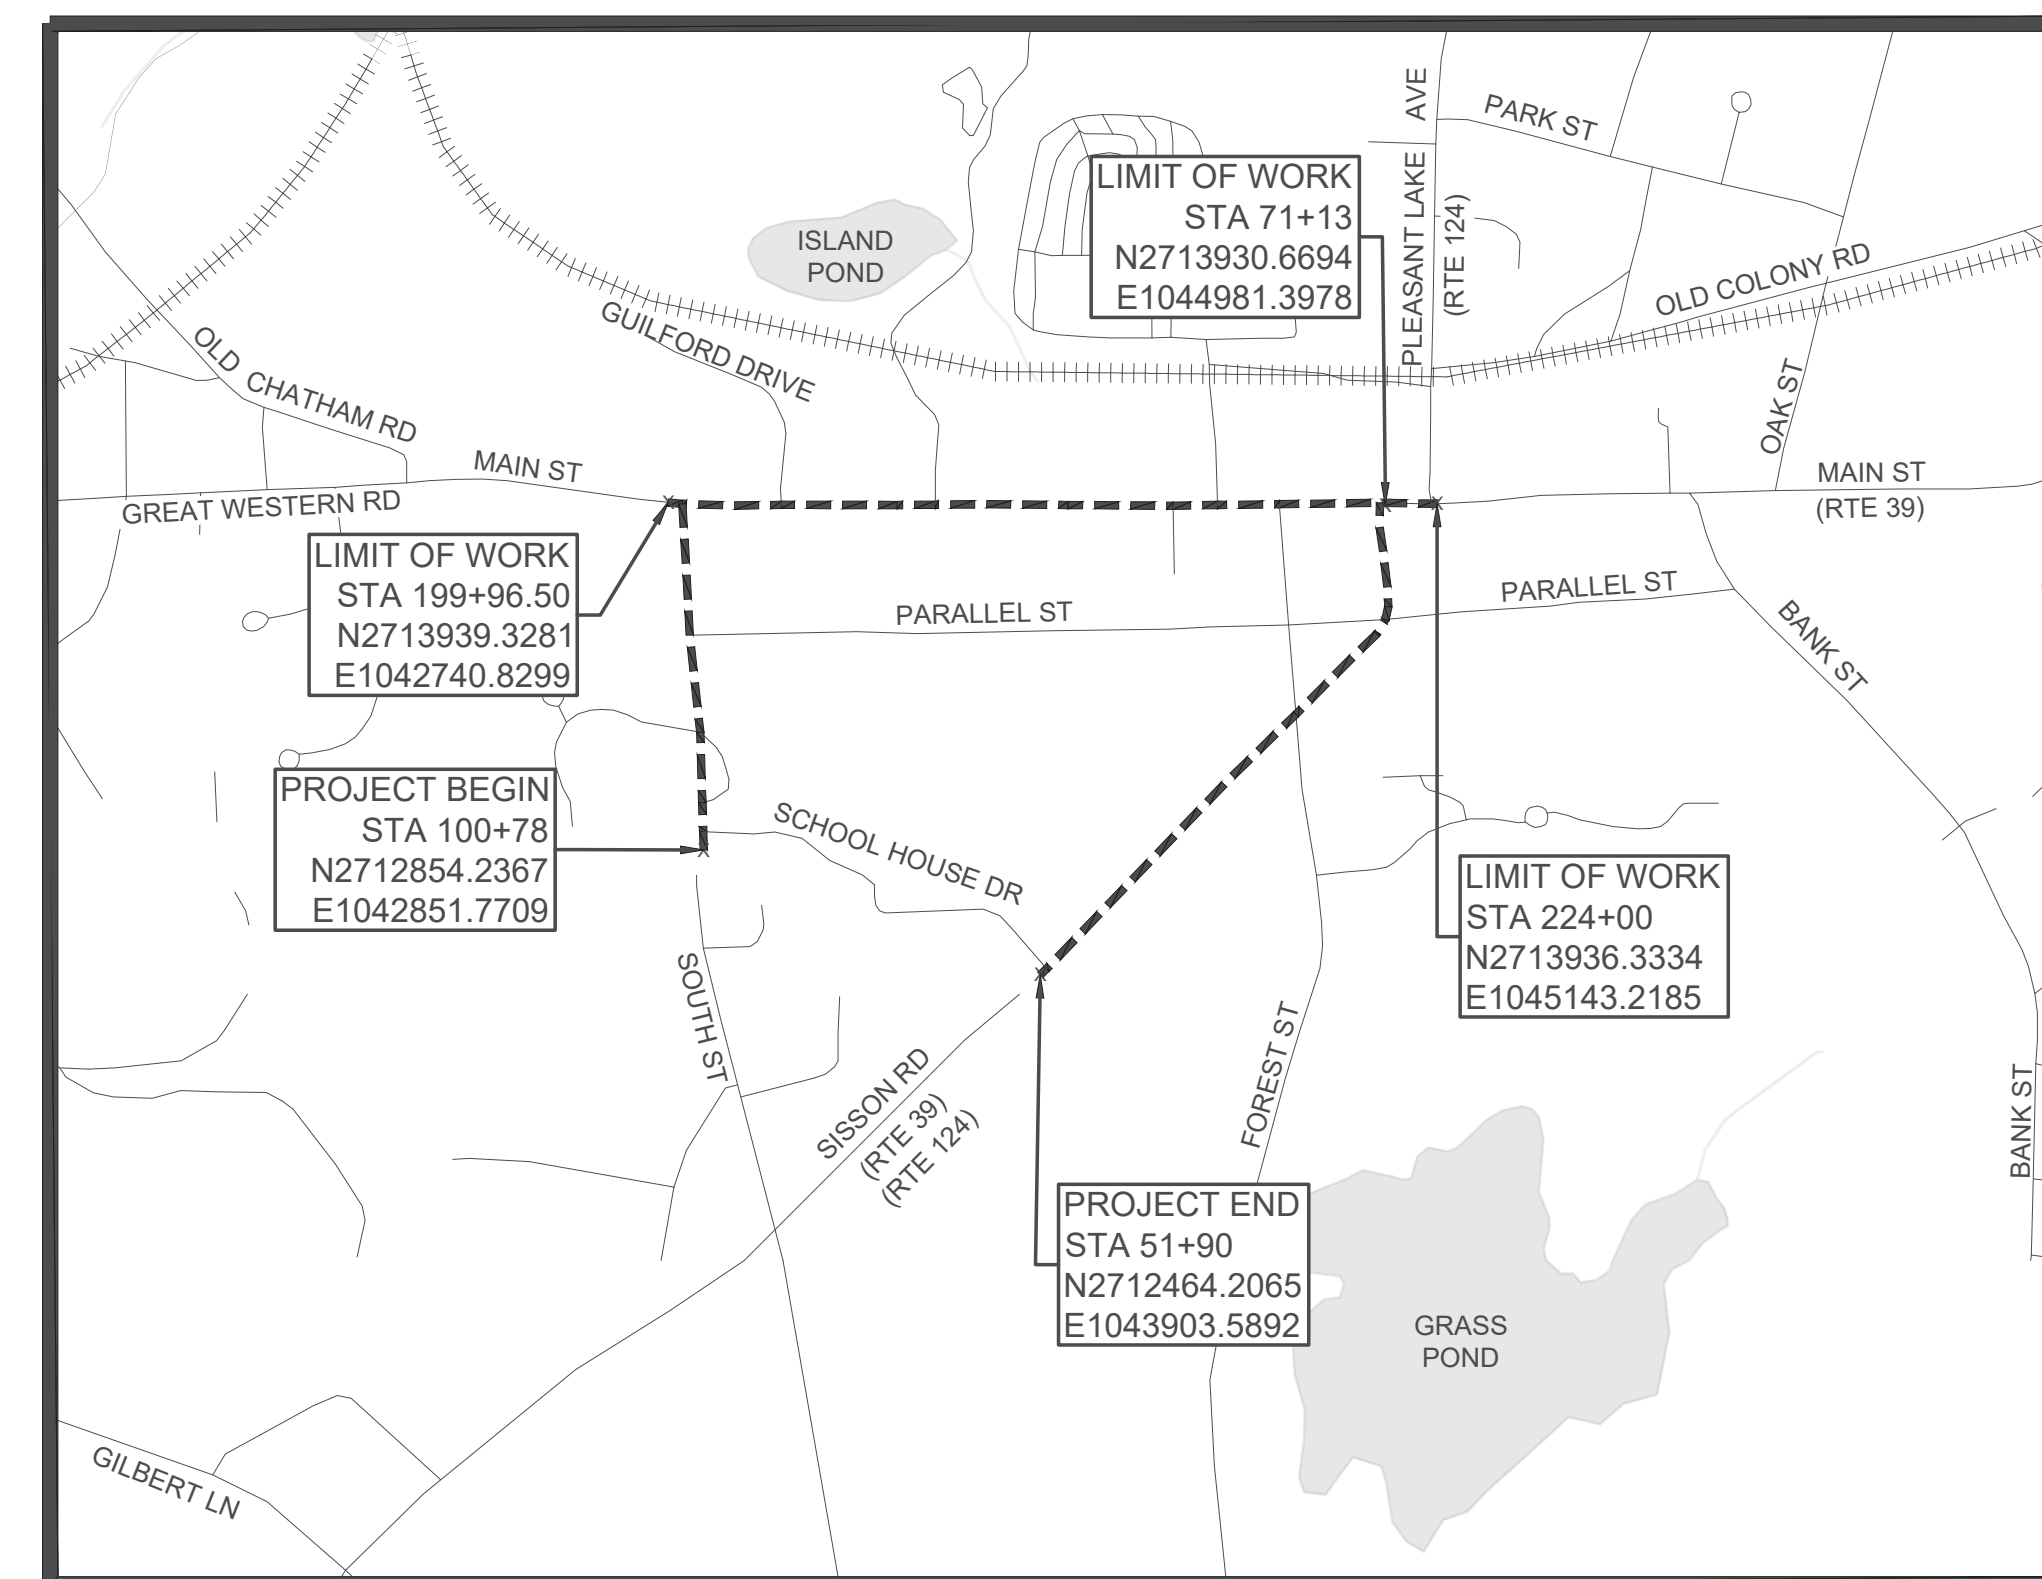 PLEASANT LAKE AVE
(RTE 124)
PARK ST
LIMIT OF WORK
STA 71+13
N2713930.6694
E1044981.3978
ISLAND
POND
OLD COLONY RD
GUILFORD DRIVE
OLD CHATHAM RD
OAK ST
MAIN ST
GREAT WESTERN RD
MAIN ST
(RTE 39)
LIMIT OF WORK
STA 199+96.50
N2713939.3281
E1042740.8299
PARALLEL ST
PARALLEL ST
BANK ST
PROJECT BEGIN
STA 100+78
N2712854.2367
E1042851.7709
SCHOOL HOUSE DR
LIMIT OF WORK
STA 224+00
N2713936.3334
E1045143.2185
SOUTH ST
SISSON RD
(RTE 39)
(RTE 124)
FOREST ST
BANK ST
PROJECT END
STA 51+90
N2712464.2065
E1043903.5892
GRASS
POND
GILBERT LN